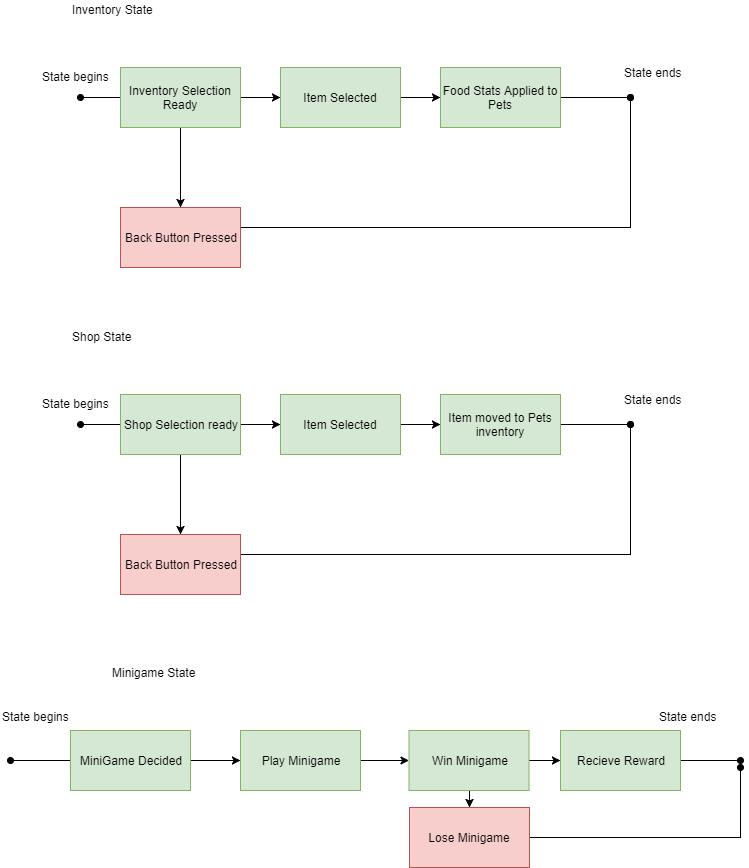 Inventory State
State begins
State ends
Inventory Selection
Ready
Item Selected
Food Stats Applied to
Pets
Back Button Pressed
Shop State
State begins
State ends
Shop Selection ready
Item Selected
Item moved to Pets
inventory
Back Button Pressed
Minigame State
State begins
State ends
MiniGame Decided
Play Minigame
Win Minigame
Recieve Reward
Lose Minigame